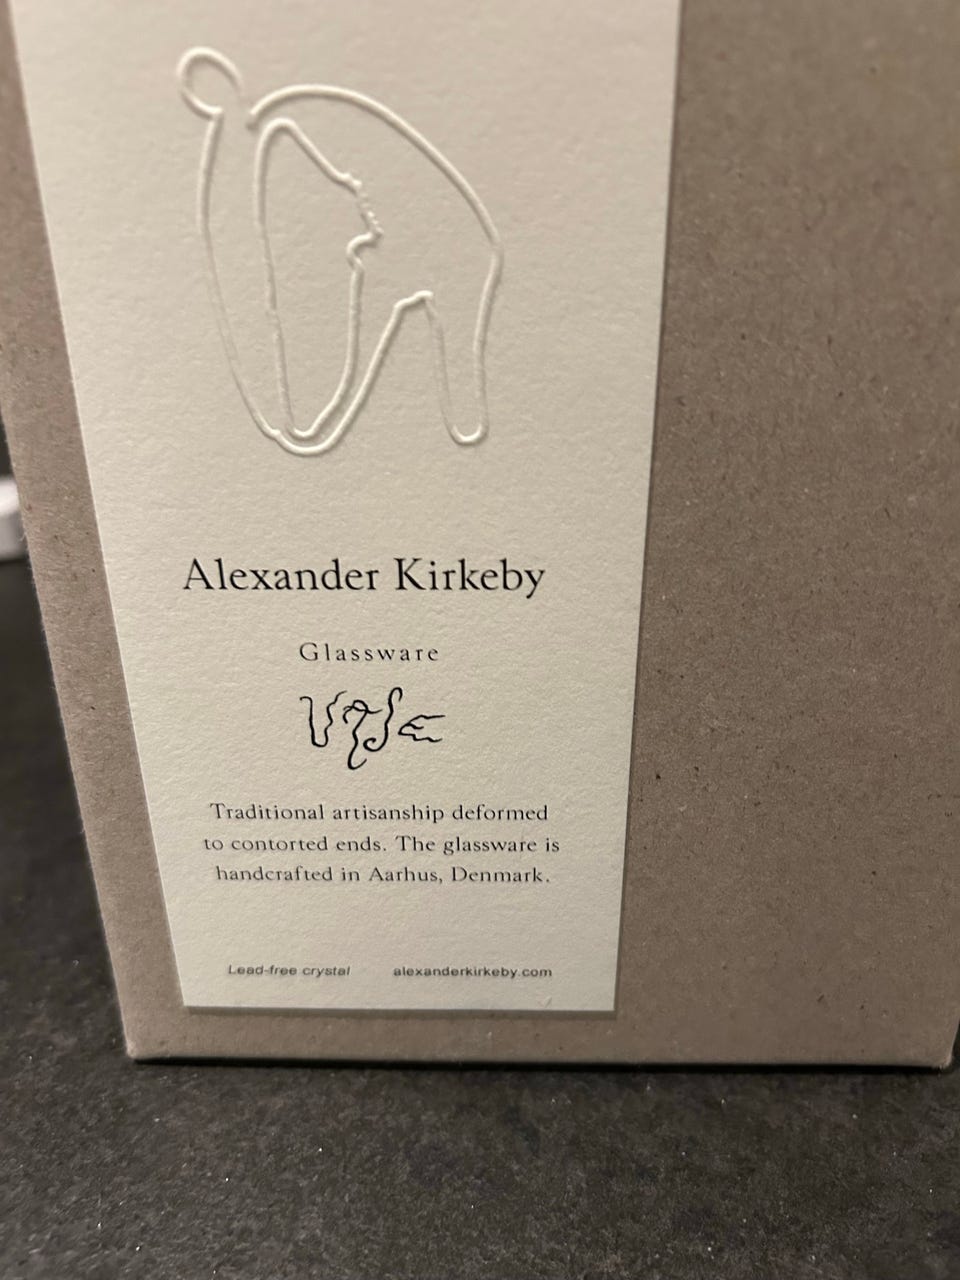 Alexander Kirkeby
Glassware
Traditional artisanship deformed
to contorted ends. The glassware is
handcrafted in Aarhus, Denmark.
Lead-free crystal alexanderkirkeby.com